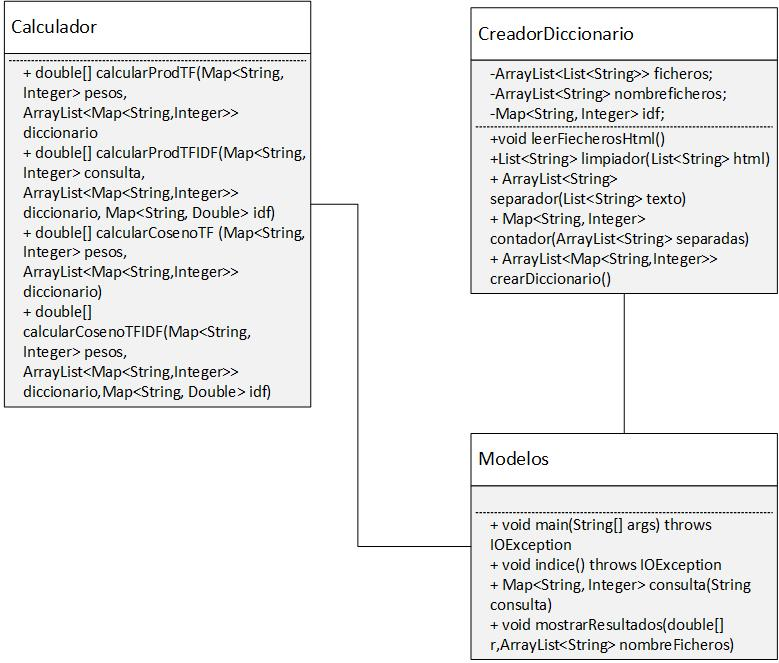 Calculador
+ double[] calcularProdTF(Map<String,
Integer> pesos,
ArrayList<Map<String,Integer>>
diccionario
+ double[] calcularProdTFIDF(Map<String,
Integer> consulta,
ArrayList<Map<String,Integer>>
diccionario, Map<String, Double> idf)
+ double[] calcularCosenoTF (Map<String,
Integer> pesos,
ArrayList<Map<String,Integer>>
diccionario)
+ double[]
calcularCosenoTFIDF(Map<String,
Integer> pesos,
ArrayList<Map<String,Integer>>
diccionario,Map<String, Double> idf)
CreadorDiccionario
-ArrayList<List<String>> ficheros;
-ArrayList<String> nombreficheros;
-Map<String, Integer> idf;
+void leerFiecherosHtml()
+List<String> limpiador(List<String> html)
+ ArrayList<String>
separador(List<String> texto)
+ Map<String, Integer>
contador(ArrayList<String> separadas)
+ ArrayList<Map<String,Integer>>
crearDiccionario()
Modelos
+ void main(String[] args) throws
IOException
+ void indice() throws IOException
+ Map<String, Integer> consulta(String
consulta)
+ void mostrarResultados(double[]
r,ArrayList<String> nombreFicheros)